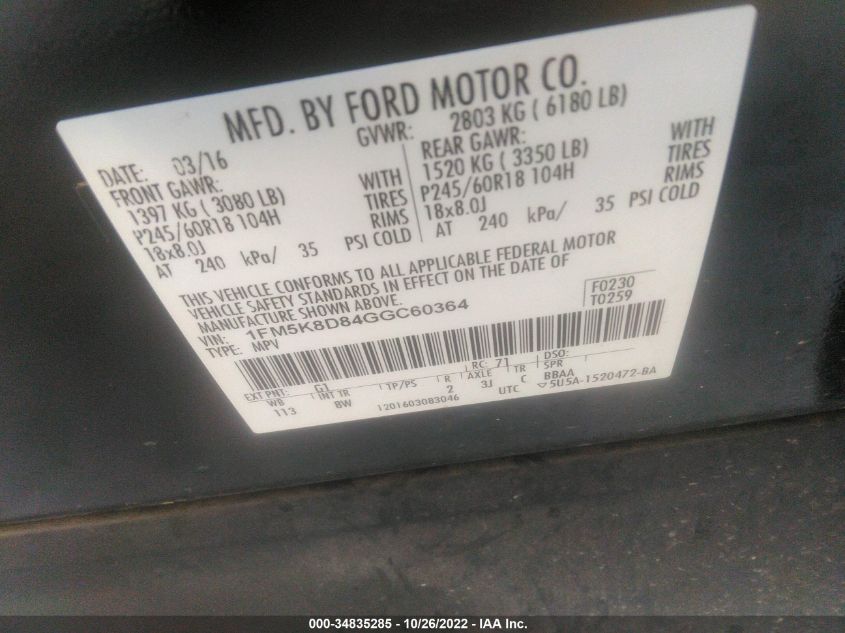 MFD. BY FORD MOTOR CO.
DATE: 03/16
GVWR: 2803 KG ( 6180 LB)
FRONT GAWR:
1397 KG ( 3080 LB) WITH
P245/60R18 104H TIRES
18x8.0J RIMS
AT 240 kPa/ 35 PSI COLD
REAR GAWR: WITH
1520 KG ( 3350 LB) TIRES
P245/60R18 104H RIMS
18x8.0J
AT 240 kPa/ 35 PSI COLD
THIS VEHICLE CONFORMS TO ALL APPLICABLE FEDERAL MOTOR
VEHICLE SAFETY STANDARDS IN EFFECT ON THE DATE OF
MANUFACTURE SHOWN ABOVE.
VIN: 1FM5K8D84GGC60364
TYPE: MPV
F0230
T0259
EXT PNT: G1 RC: 71 DSO:
WB INT TR TP/PS R AXLE TR SPR
113 BW 2 3J C BBAA
1201603083046 UTC ▽5U5A-1520472-BA
000-34835285 - 10/26/2022 - IAA Inc.